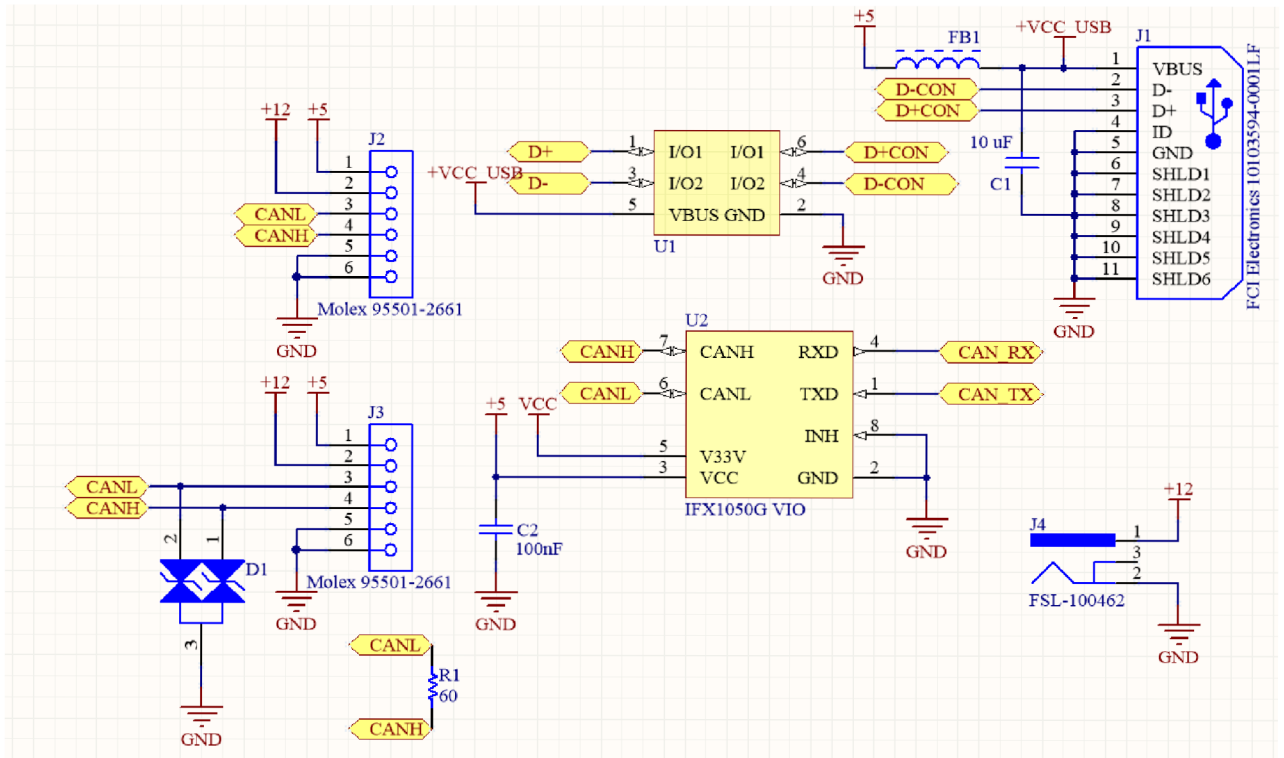 +5
FB1
+VCC_USB
J1
1 VBUS
2 D-
3 D+
4 ID
5 GND
6 SHLD1
7 SHLD2
8 SHLD3
9 SHLD4
10 SHLD5
11 SHLD6
FCI Electronics 10103594-0001LF
D-CON
D+CON
10 uF
C1
GND
+12
+5
J2
1
2
CANL 3
CANH 4
5
6
Molex 95501-2661
GND
D+ 1 I/O1 I/O1 6 D+CON
D- 3 I/O2 I/O2 4 D-CON
+VCC_USB
5 VBUS GND 2
U1
GND
U2
CANH 7 CANH RXD 4 CAN_RX
CANL 6 CANL TXD 1 CAN_TX
INH 8
+5
VCC
5 V33V
3 VCC GND 2
IFX1050G VIO
C2
100nF
GND
GND
+12
+5
J3
1
2
CANL 3
CANH 4
5
6
Molex 95501-2661
GND
2
1
D1
3
GND
CANL
R1
60
CANH
+12
J4
1
3
2
FSL-100462
GND